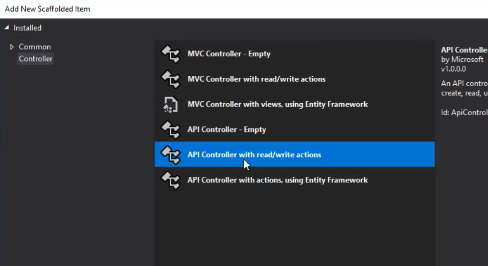 Add New Scaffolded Item
Installed
Common
Controller
MVC Controller - Empty
MVC Controller with read/write actions
MVC Controller with views, using Entity Framework
API Controller - Empty
API Controller with read/write actions
API Controller with actions, using Entity Framework
API Controlle
by Microsoft
v1.0.0.0
An API contro
create, read, u
Id: ApiControl